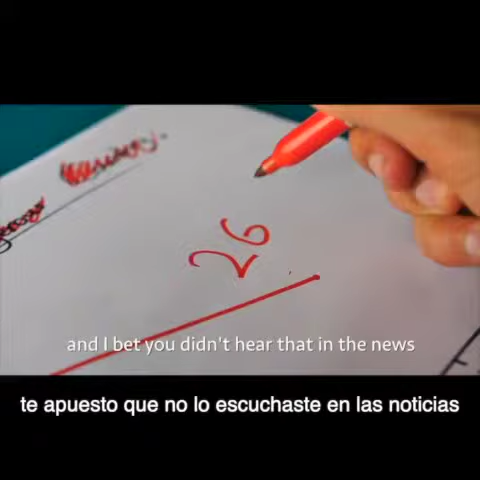 26
and I bet you didn't hear that in the news
te apuesto que no lo escuchaste en las noticias